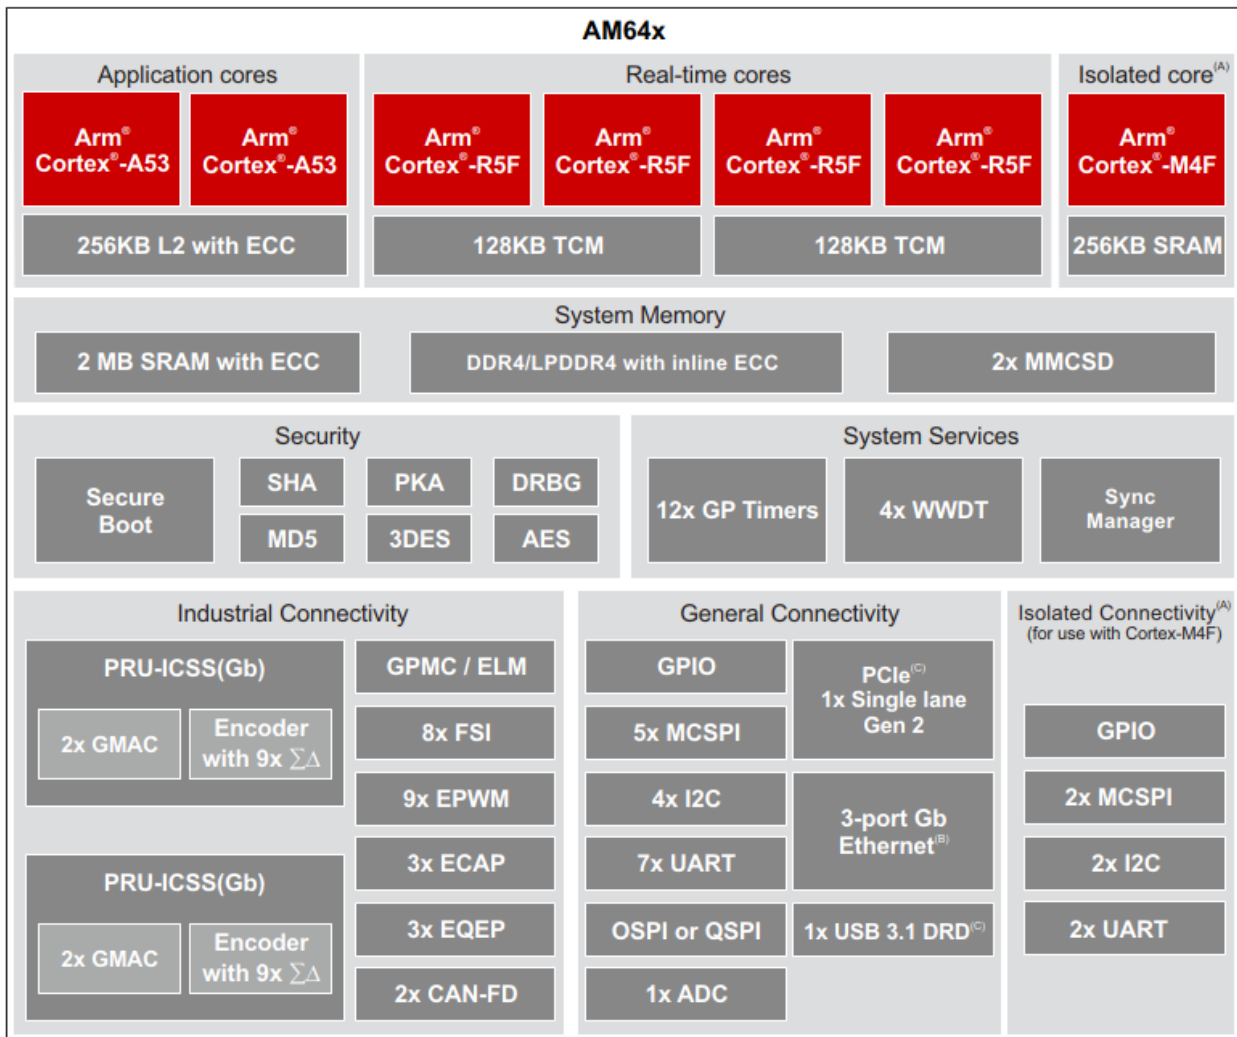 AM64x
Application cores
Arm®
Cortex®-A53
Arm®
Cortex®-A53
256KB L2 with ECC
Real-time cores
Arm®
Cortex®-R5F
Arm®
Cortex®-R5F
Arm®
Cortex®-R5F
Arm®
Cortex®-R5F
128KB TCM
128KB TCM
Isolated core(A)
Arm®
Cortex®-M4F
256KB SRAM
System Memory
2 MB SRAM with ECC
DDR4/LPDDR4 with inline ECC
2x MMCSD
Security
Secure
Boot
SHA
PKA
DRBG
MD5
3DES
AES
System Services
12x GP Timers
4x WWDT
Sync
Manager
Industrial Connectivity
PRU-ICSS(Gb)
2x GMAC
Encoder
with 9x ∑Δ
PRU-ICSS(Gb)
2x GMAC
Encoder
with 9x ∑Δ
GPMC / ELM
8x FSI
9x EPWM
3x ECAP
3x EQEP
2x CAN-FD
General Connectivity
GPIO
5x MCSPI
4x I2C
7x UART
OSPI or QSPI
1x ADC
PCIe(C)
1x Single lane
Gen 2
3-port Gb
Ethernet(B)
1x USB 3.1 DRD(C)
Isolated Connectivity(A)
(for use with Cortex-M4F)
GPIO
2x MCSPI
2x I2C
2x UART